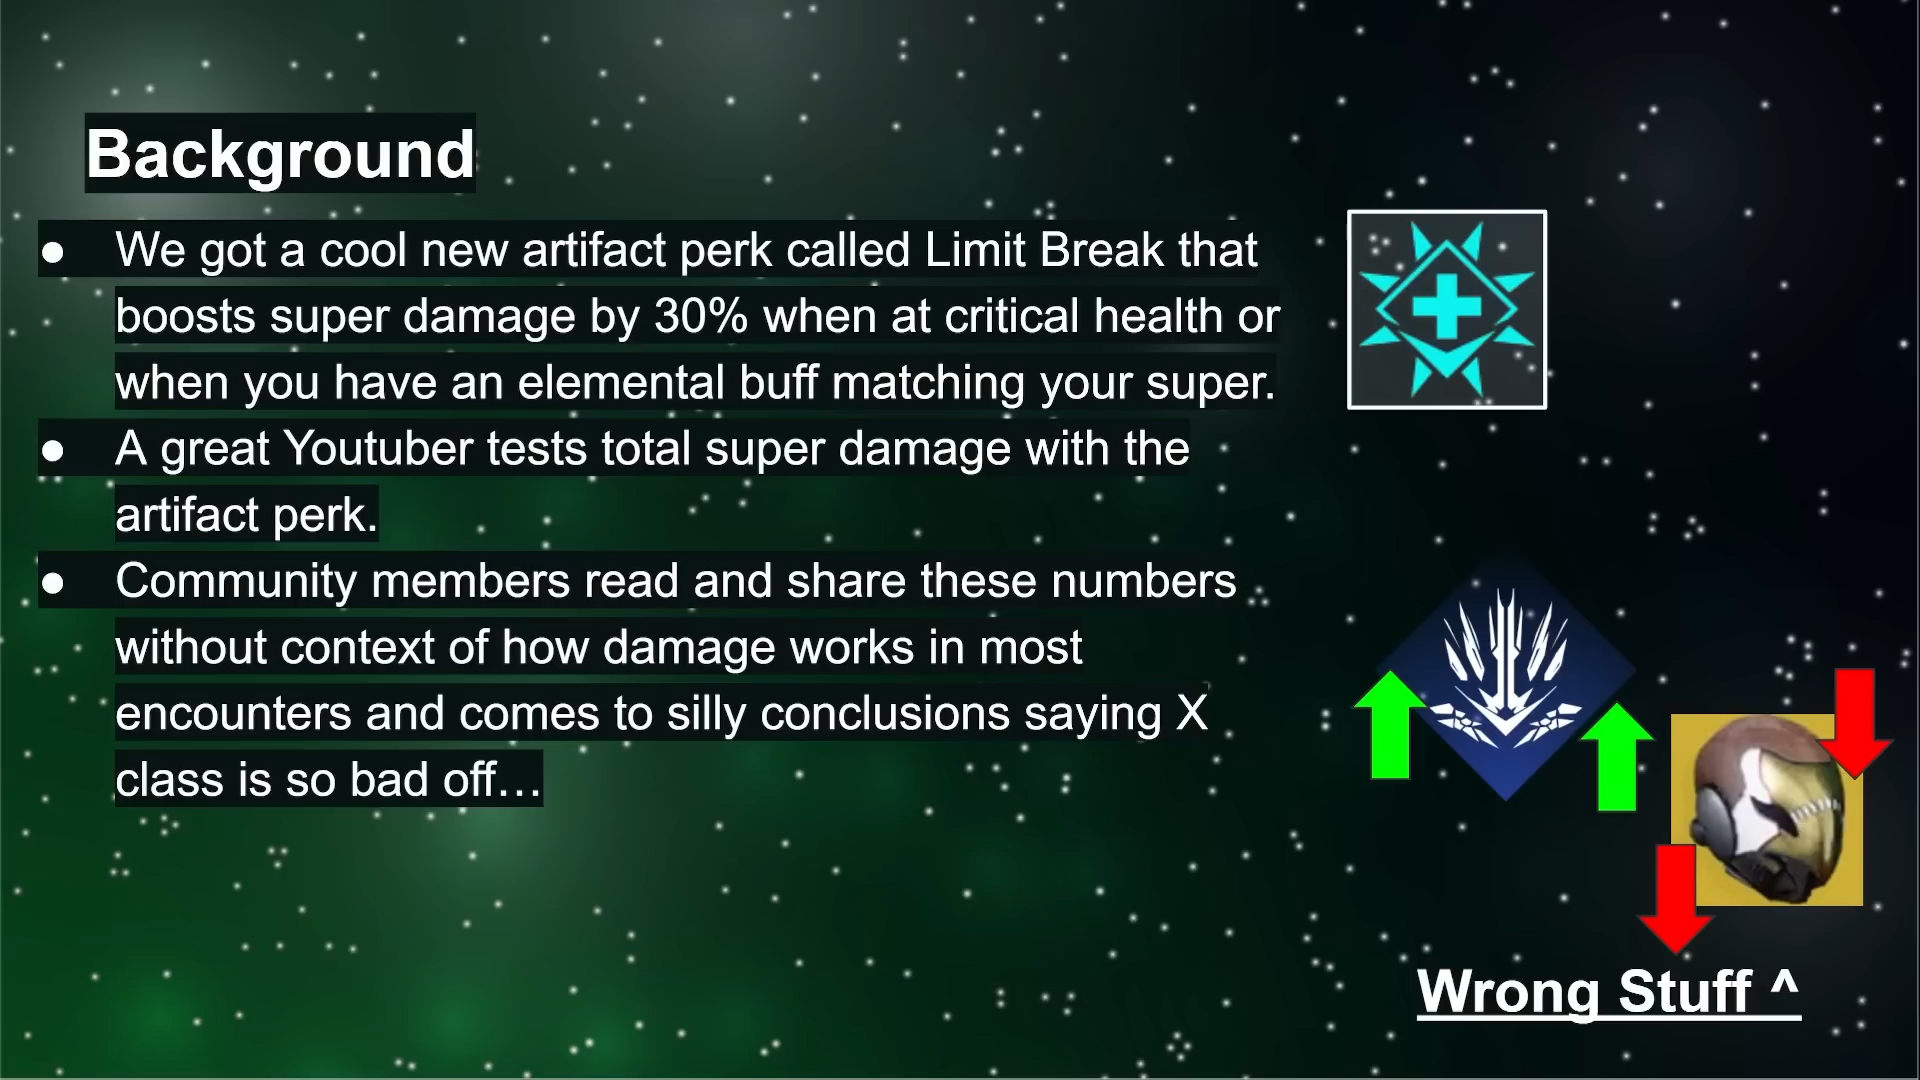 Background
● We got a cool new artifact perk called Limit Break that
boosts super damage by 30% when at critical health or
when you have an elemental buff matching your super.
● A great Youtuber tests total super damage with the
artifact perk.
● Community members read and share these numbers
without context of how damage works in most
encounters and comes to silly conclusions saying X
class is so bad off…
Wrong Stuff ^